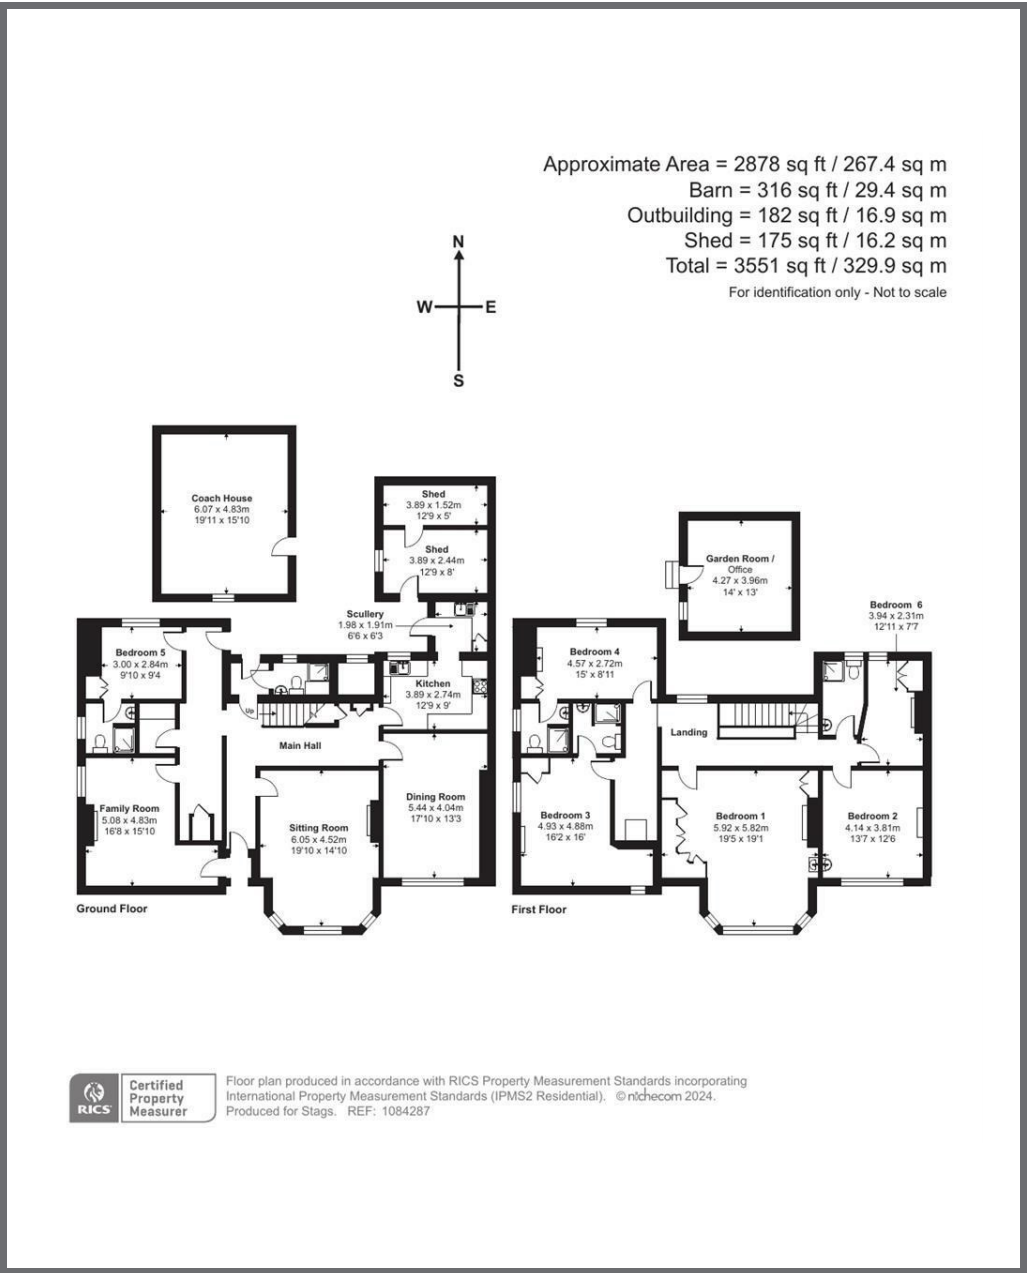 Approximate Area = 2878 sq ft / 267.4 sq m
Barn = 316 sq ft / 29.4 sq m
Outbuilding = 182 sq ft / 16.9 sq m
Shed = 175 sq ft / 16.2 sq m
Total = 3551 sq ft / 329.9 sq m
For identification only - Not to scale
N
W
E
S
Coach House
6.07 x 4.83m
19'11 x 15'10
Shed
3.89 x 1.52m
12'9 x 5'
Shed
3.89 x 2.44m
12'9 x 8'
Scullery
1.98 x 1.91m
6'6 x 6'3
Bedroom 5
3.00 x 2.84m
9'10 x 9'4
Kitchen
3.89 x 2.74m
12'9 x 9'
UP
Main Hall
Family Room
5.08 x 4.83m
16'8 x 15'10
Sitting Room
6.05 x 4.52m
19'10 x 14'10
Dining Room
5.44 x 4.04m
17'10 x 13'3
Ground Floor
Garden Room /
Office
4.27 x 3.96m
14' x 13'
Bedroom 6
3.94 x 2.31m
12'11 x 7'7
Bedroom 4
4.57 x 2.72m
15' x 8'11
Landing
Bedroom 3
4.93 x 4.88m
16'2 x 16'
Bedroom 1
5.92 x 5.82m
19'5 x 19'1
Bedroom 2
4.14 x 3.81m
13'7 x 12'6
First Floor
RICS
Certified
Property
Measurer
Floor plan produced in accordance with RICS Property Measurement Standards incorporating
International Property Measurement Standards (IPMS2 Residential). © nichecom 2024.
Produced for Stags. REF: 1084287